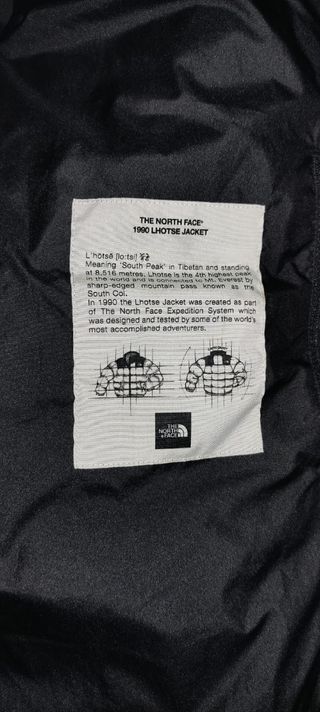 THE NORTH FACE®
1990 LHOTSE JACKET
L'hotsé [lo:tsi]
Meaning 'South Peak' in Tibetan and standing
at 8,516 metres. Lhotse is the 4th highest peak
in the world and is connected to Mt. Everest by
sharp-edged mountain pass known as the
South Col.
In 1990 the Lhotse Jacket was created as part
of The North Face Expedition System which
was designed and tested by some of the world's
most accomplished adventurers.
THE
NORTH
FACE